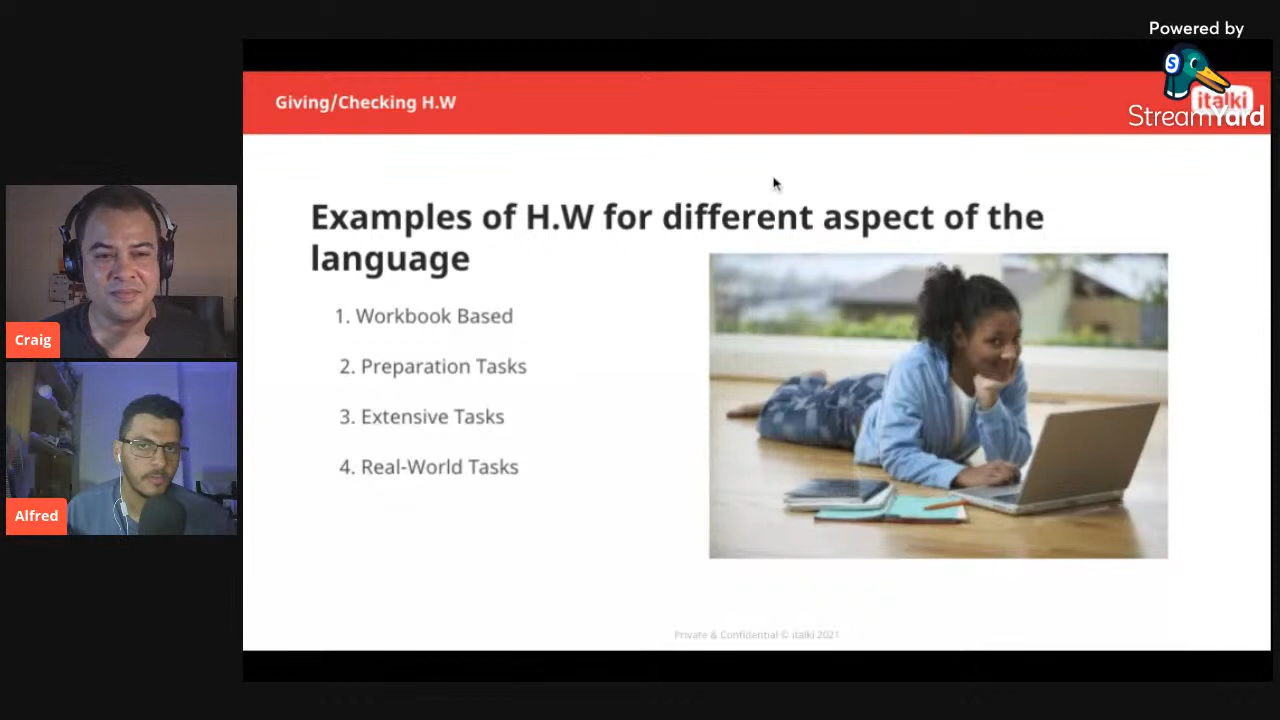 Powered by
S
italki
StreamYard
Giving/Checking H.W
Examples of H.W for different aspect of the
language
1. Workbook Based
2. Preparation Tasks
3. Extensive Tasks
4. Real-World Tasks
Craig
Alfred
Private & Confidential © italki 2021